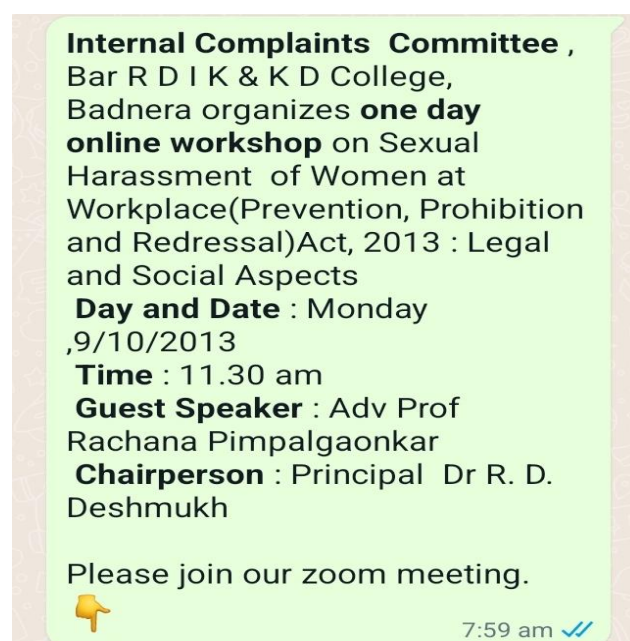 Internal Complaints  Committee ,
Bar R D I K & K D College,
Badnera organizes one day
online workshop on Sexual
Harassment  of Women at
Workplace(Prevention, Prohibition
and Redressal)Act, 2013 : Legal
and Social Aspects
Day and Date : Monday
,9/10/2013
Time : 11.30 am
Guest Speaker : Adv Prof
Rachana Pimpalgaonkar
Chairperson : Principal  Dr R. D.
Deshmukh
Please join our zoom meeting.
👇
7:59 am